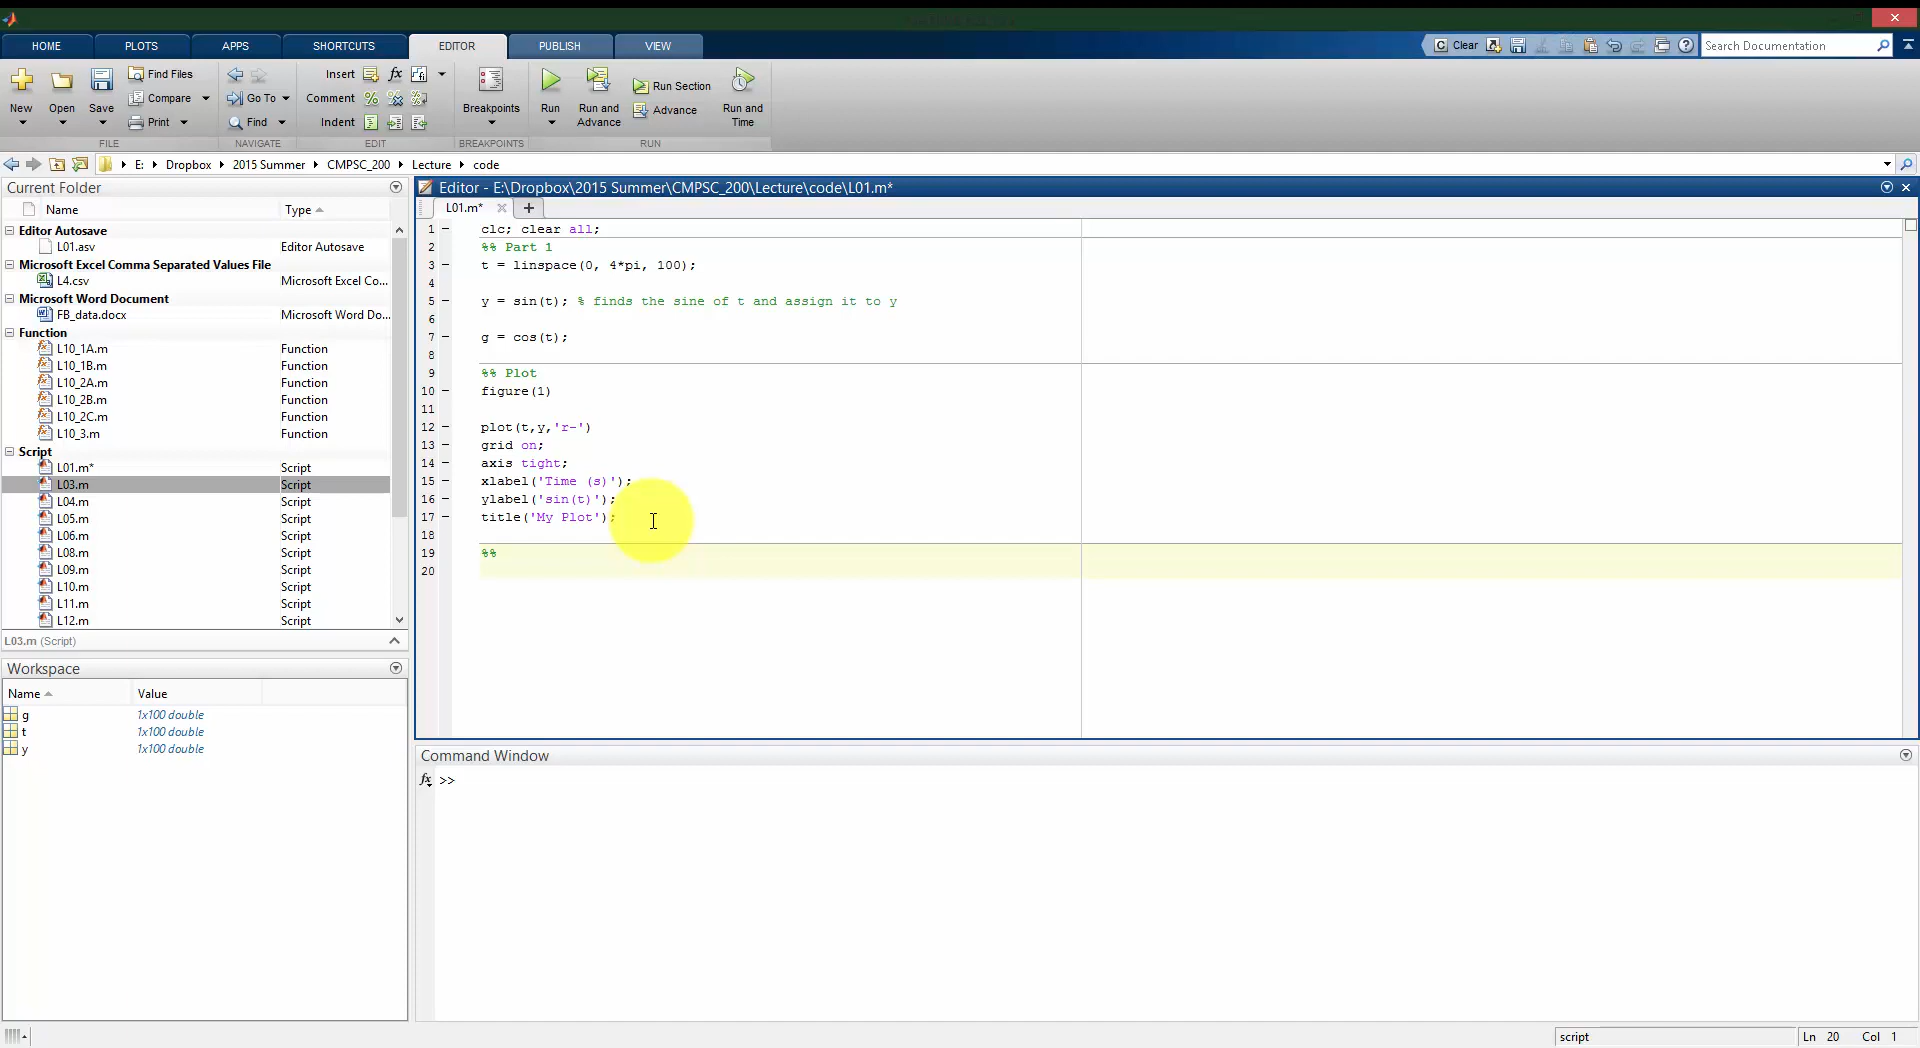 HOME PLOTS APPS SHORTCUTS EDITOR PUBLISH VIEW Clear Search Documentation
New Open Save Find Files Compare Print
Go To Find
Insert fx Comment Indent
Breakpoints
Run Run and Advance Run Section Advance Run and Time
FILE NAVIGATE EDIT BREAKPOINTS RUN
E: Dropbox 2015 Summer CMPSC_200 Lecture code
Current Folder
Name Type
Editor Autosave
L01.asv Editor Autosave
Microsoft Excel Comma Separated Values File
L4.csv Microsoft Excel Co...
Microsoft Word Document
FB_data.docx Microsoft Word Do...
Function
L10_1A.m Function
L10_1B.m Function
L10_2A.m Function
L10_2B.m Function
L10_2C.m Function
L10_3.m Function
Script
L01.m* Script
L03.m Script
L04.m Script
L05.m Script
L06.m Script
L08.m Script
L09.m Script
L10.m Script
L11.m Script
L12.m Script
L03.m (Script)
Workspace
Name Value
g 1x100 double
t 1x100 double
y 1x100 double
Editor - E:\Dropbox\2015 Summer\CMPSC_200\Lecture\code\L01.m*
L01.m*
1 – clc; clear all;
2 %% Part 1
3 – t = linspace(0, 4*pi, 100);
4
5 – y = sin(t); % finds the sine of t and assign it to y
6
7 – g = cos(t);
8
9 %% Plot
10 – figure(1)
11
12 – plot(t,y,'r-')
13 – grid on;
14 – axis tight;
15 – xlabel('Time (s)');
16 – ylabel('sin(t)');
17 – title('My Plot');
18
19 %%
20
Command Window
fx >>
script Ln 20 Col 1